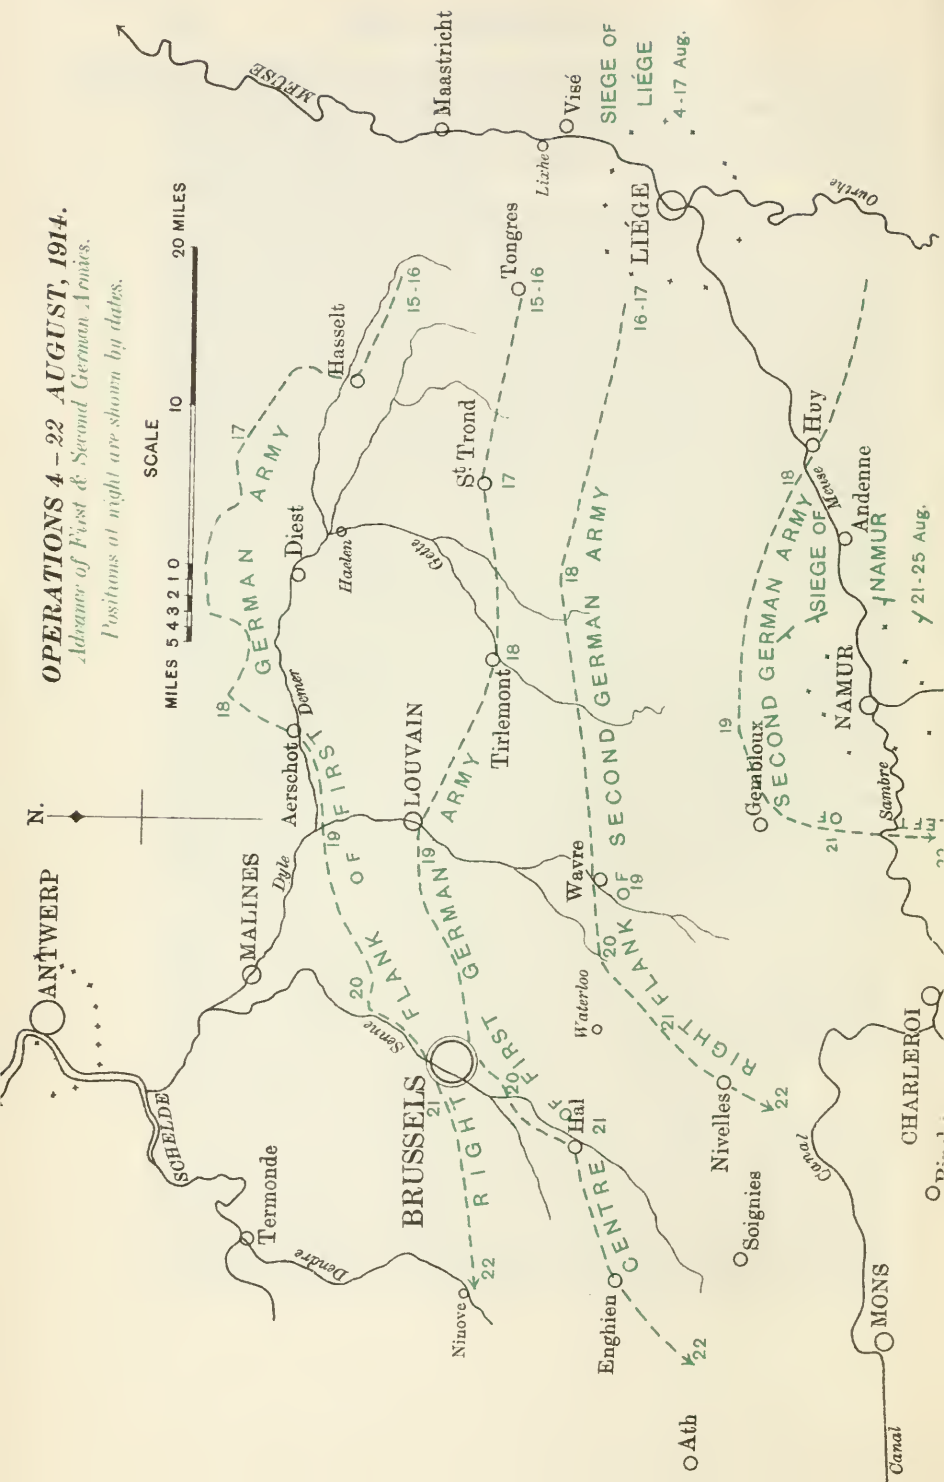 OPERATIONS 4–22 AUGUST, 1914.
Advance of First & Second German Armies.
Positions at night are shown by dates.
SCALE
MILES 5 4 3 2 1 0 10 20 MILES
N.
ANTWERP
SCHELDE
Termonde
Dendre
Ninove
MALINES
Dyle
Senne
BRUSSELS
Aerschot
Demer
Diest
Haelen
Hasselt
Gette
LOUVAIN
Tirlemont
St. Trond
Tongres
Maastricht
MEUSE
Lixhe
Visé
LIÉGE
Ourthe
SIEGE OF
LIÉGE
4-17 Aug.
Wavre
Waterloo
Hal
Enghien
Ath
Soignies
Nivelles
Gembloux
Huy
Meuse
Andenne
NAMUR
Sambre
SIEGE OF
NAMUR
21-25 Aug.
CHARLEROI
Canal
MONS
Canal
RIGHT FLANK OF FIRST GERMAN ARMY
22
21
20
19
18
17
15-16
CENTRE OF FIRST GERMAN ARMY
22
21
20
19
18
17
15-16
RIGHT FLANK OF SECOND GERMAN ARMY
22
21
20
19
18
16-17
SECOND GERMAN ARMY
21
19
18